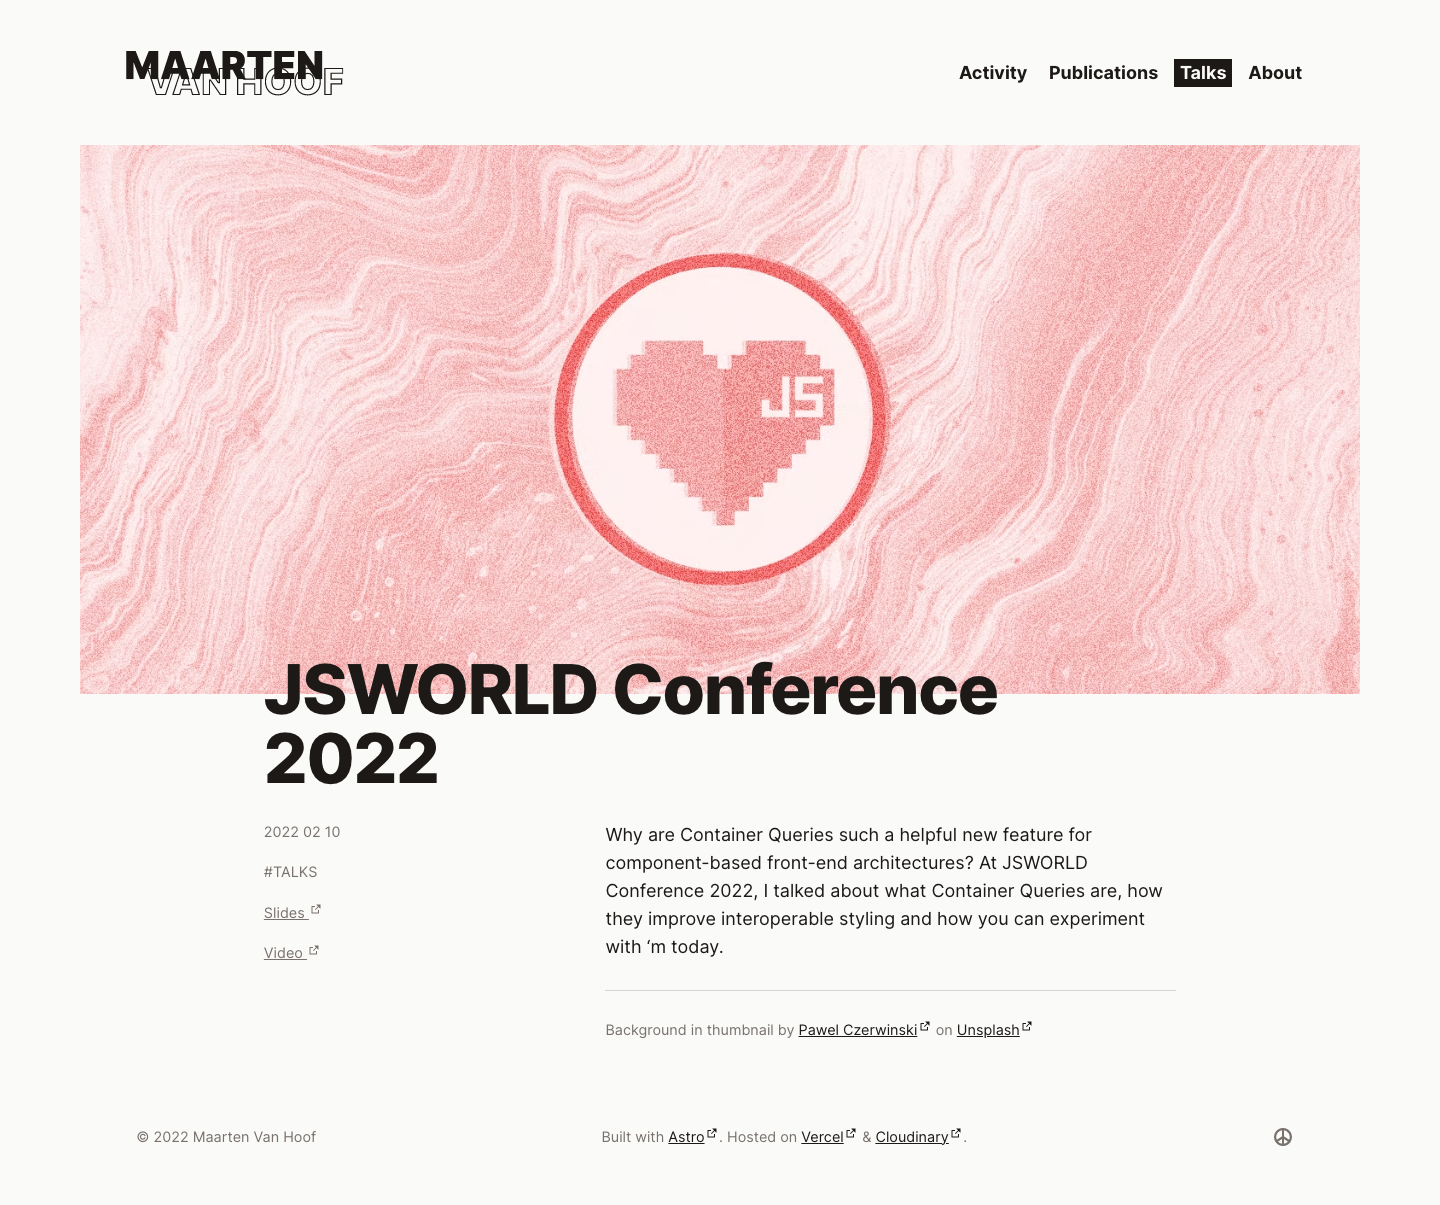 MAARTEN
VAN HOOF
Activity Publications Talks About
JS
JSWORLD Conference
2022
2022 02 10
#TALKS
Slides
Video
Why are Container Queries such a helpful new feature for
component-based front-end architectures? At JSWORLD
Conference 2022, I talked about what Container Queries are, how
they improve interoperable styling and how you can experiment
with ‘m today.
Background in thumbnail by Pawel Czerwinski on Unsplash
© 2022 Maarten Van Hoof
Built with Astro. Hosted on Vercel & Cloudinary.